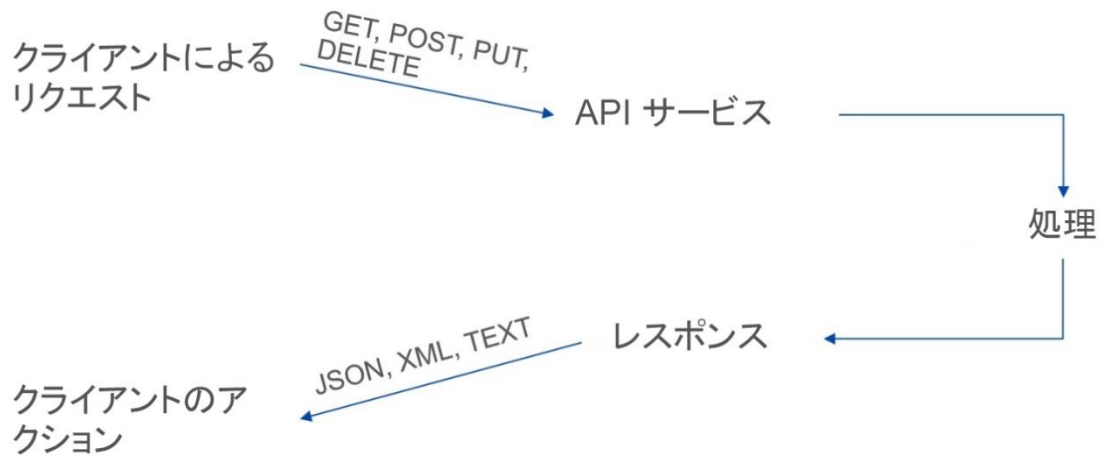 クライアントによる
リクエスト
GET, POST, PUT,
DELETE
API サービス
処理
レスポンス
JSON, XML, TEXT
クライアントのア
クション